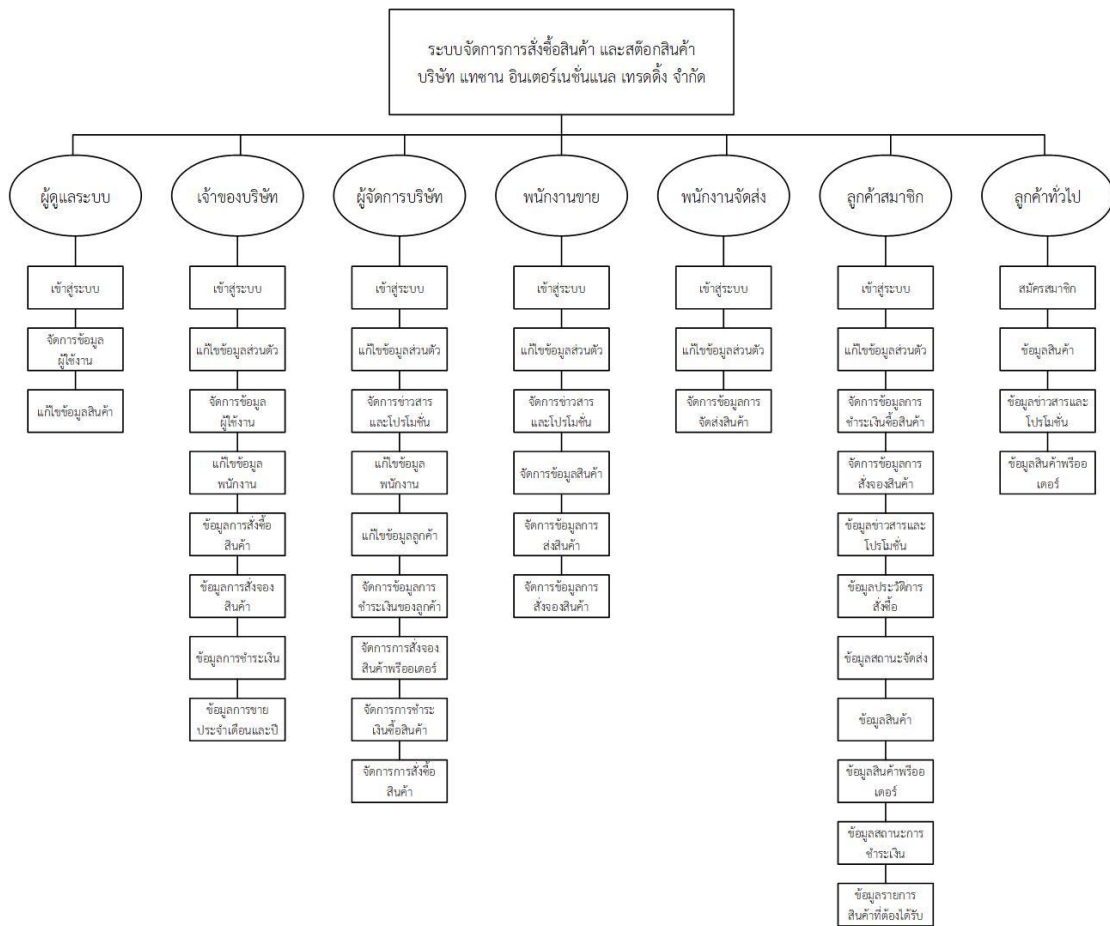 ระบบจัดการการสั่งซื้อสินค้า และสต๊อกสินค้า
บริษัท แทซาน อินเตอร์เนชั่นแนล เทรดดิ้ง จำกัด
ผู้ดูแลระบบ
เข้าสู่ระบบ
จัดการข้อมูล
ผู้ใช้งาน
แก้ไขข้อมูลสินค้า
เจ้าของบริษัท
เข้าสู่ระบบ
แก้ไขข้อมูลส่วนตัว
จัดการข้อมูล
ผู้ใช้งาน
แก้ไขข้อมูล
พนักงาน
ข้อมูลการสั่งซื้อ
สินค้า
ข้อมูลการสั่งจอง
สินค้า
ข้อมูลการชำระเงิน
ข้อมูลการขาย
ประจำเดือนและปี
ผู้จัดการบริษัท
เข้าสู่ระบบ
แก้ไขข้อมูลส่วนตัว
จัดการข่าวสาร
และโปรโมชั่น
แก้ไขข้อมูล
พนักงาน
แก้ไขข้อมูลลูกค้า
จัดการข้อมูลการ
ชำระเงินของลูกค้า
จัดการการสั่งจอง
สินค้าพรีออเดอร์
จัดการการชำระ
เงินซื้อสินค้า
จัดการการสั่งซื้อ
สินค้า
พนักงานขาย
เข้าสู่ระบบ
แก้ไขข้อมูลส่วนตัว
จัดการข่าวสาร
และโปรโมชั่น
จัดการข้อมูลสินค้า
จัดการข้อมูลการ
ส่งสินค้า
จัดการข้อมูลการ
สั่งจองสินค้า
พนักงานจัดส่ง
เข้าสู่ระบบ
แก้ไขข้อมูลส่วนตัว
จัดการข้อมูลการ
จัดส่งสินค้า
ลูกค้าสมาชิก
เข้าสู่ระบบ
แก้ไขข้อมูลส่วนตัว
จัดการข้อมูลการ
ชำระเงินซื้อสินค้า
จัดการข้อมูลการ
สั่งจองสินค้า
ข้อมูลข่าวสารและ
โปรโมชั่น
ข้อมูลประวัติการ
สั่งซื้อ
ข้อมูลสถานะจัดส่ง
ข้อมูลสินค้า
ข้อมูลสินค้าพรีออ
เดอร์
ข้อมูลสถานะการ
ชำระเงิน
ข้อมูลรายการ
สินค้าที่ต้องได้รับ
ลูกค้าทั่วไป
สมัครสมาชิก
ข้อมูลสินค้า
ข้อมูลข่าวสารและ
โปรโมชั่น
ข้อมูลสินค้าพรีออ
เดอร์